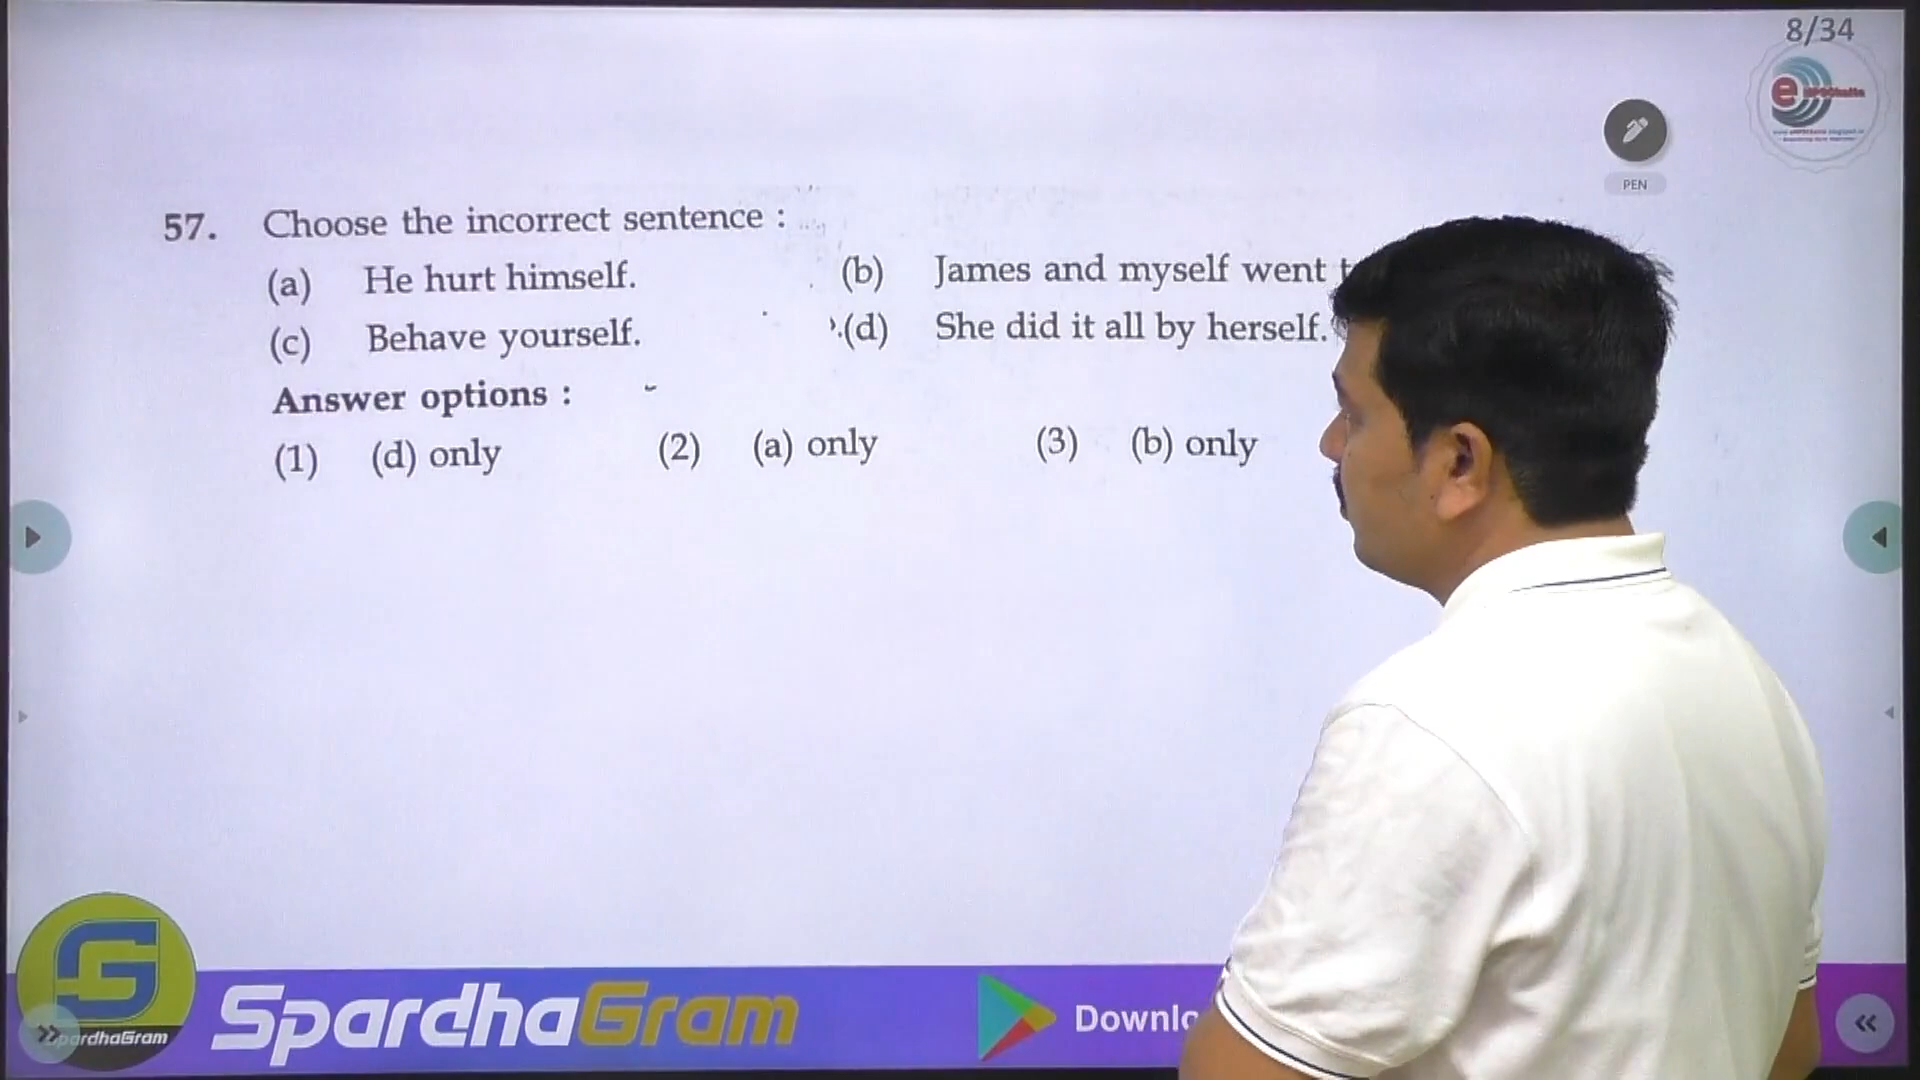 8/34
PEN
57. Choose the incorrect sentence :
(a) He hurt himself. (b) James and myself went
(c) Behave yourself. (d) She did it all by herself.
Answer options :
(1) (d) only (2) (a) only (3) (b) only
SpardhaGram
pardhaGram
Downlo